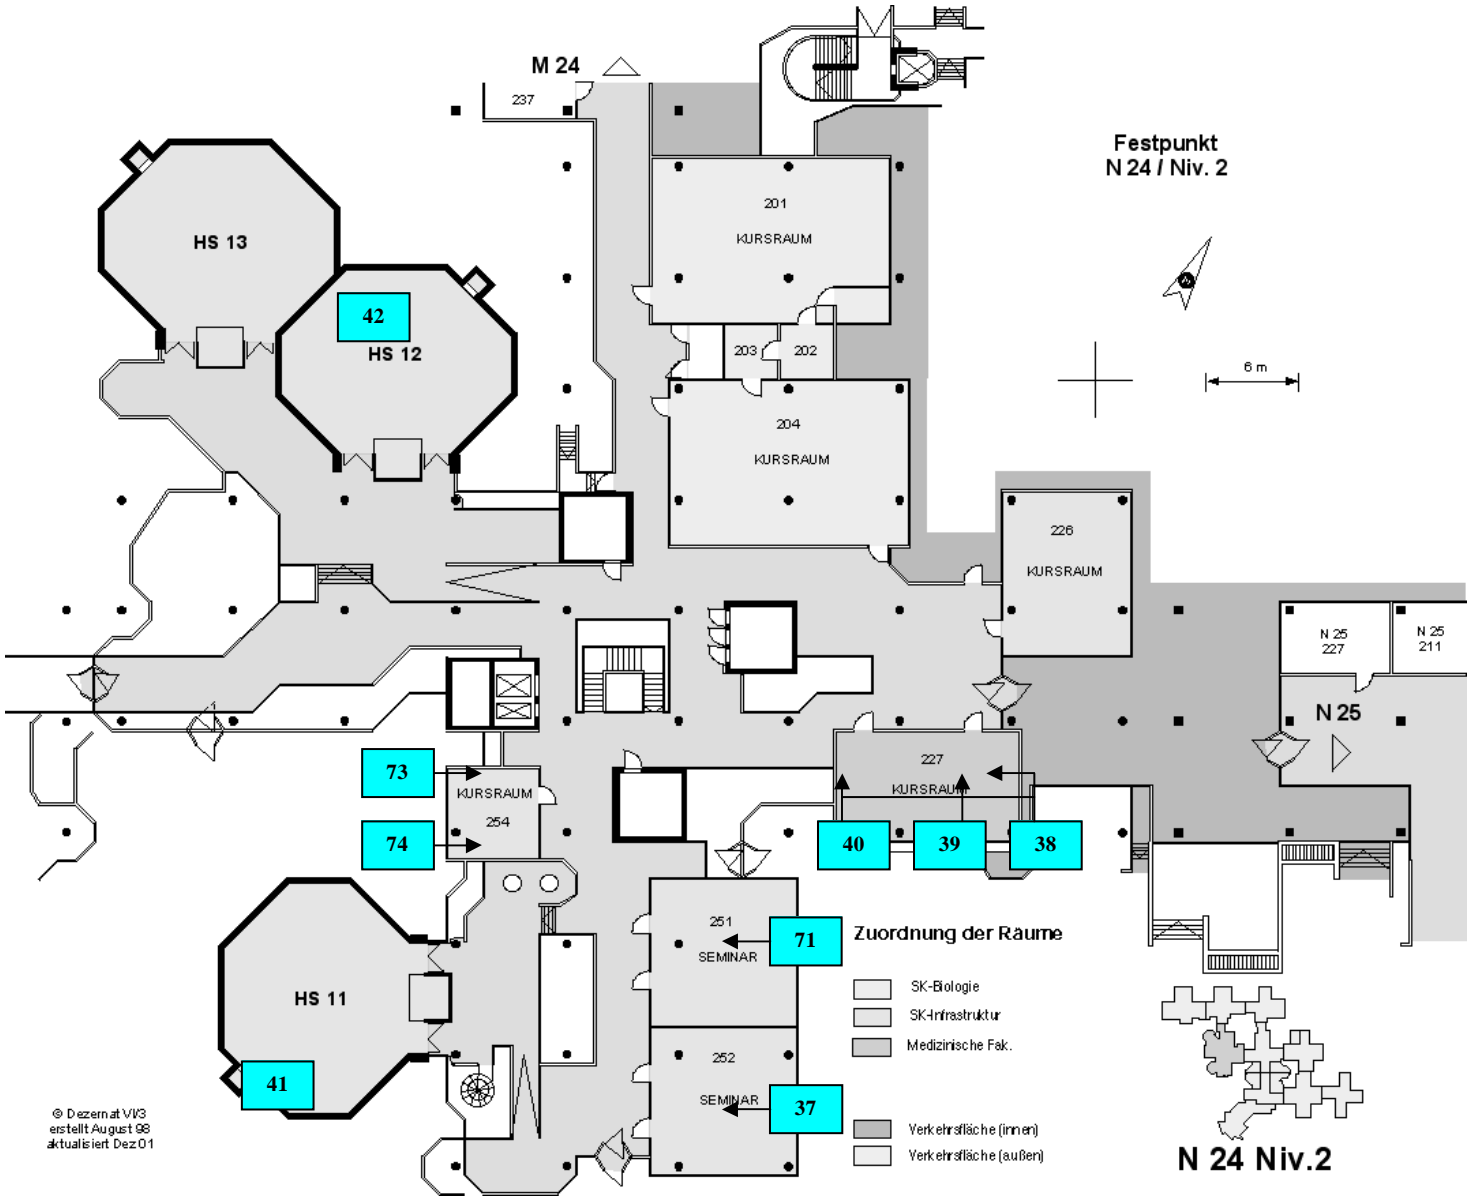 M 24
237
Festpunkt
N 24 / Niv. 2
201
KURSRAUM
HS 13
42
HS 12
203
202
6 m
204
KURSRAUM
226
KURSRAUM
N 25
227
N 25
211
N 25
73
KURSRAUM
254
74
227
KURSRAUM
40
39
38
251
SEMINAR
71
Zuordnung der Räume
SK-Biologie
SK-Infrastruktur
Medizinische Fak.
HS 11
41
252
SEMINAR
37
Verkehrsfläche (innen)
Verkehrsfläche (außen)
© Dezernat VI/3
erstellt August 98
aktualisiert Dez 01
N 24 Niv.2